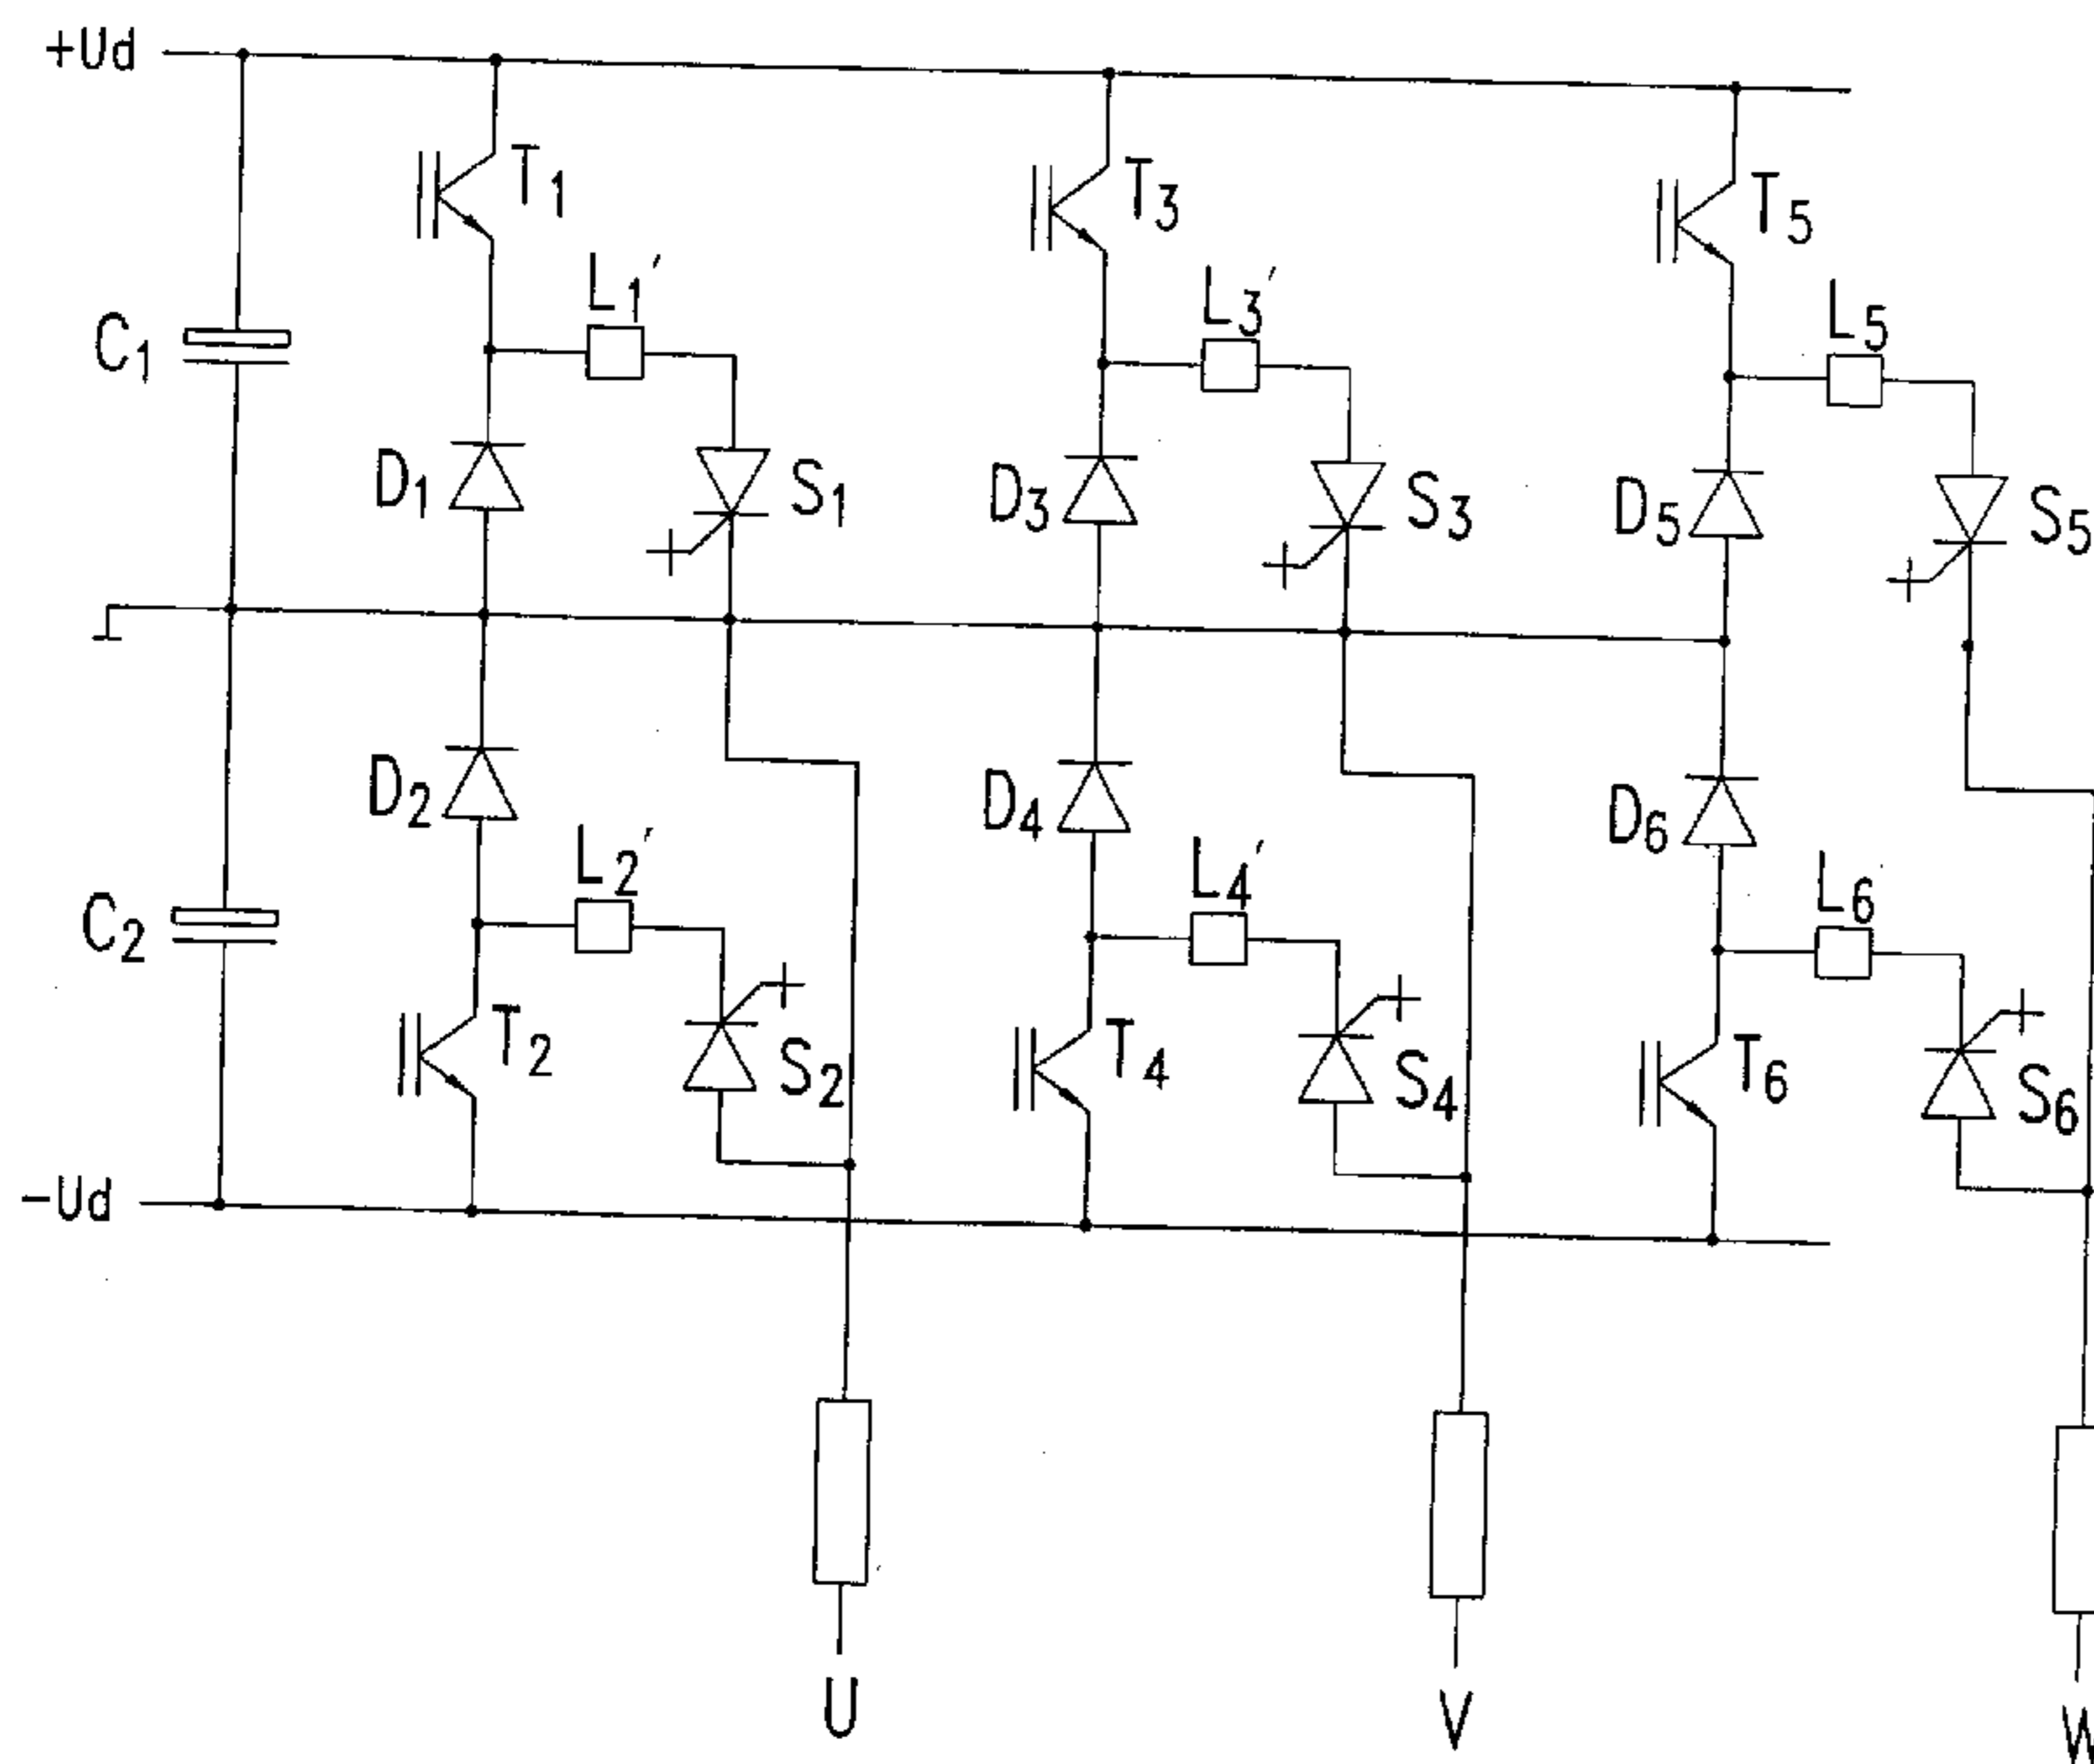 +Ud
T1
T3
T5
L1'
L3'
L5
C1
D1
S1
D3
S3
D5
S5
D2
L2'
D4
L4'
D6
L6
C2
T2
S2
T4
S4
T6
S6
-Ud
U
V
W